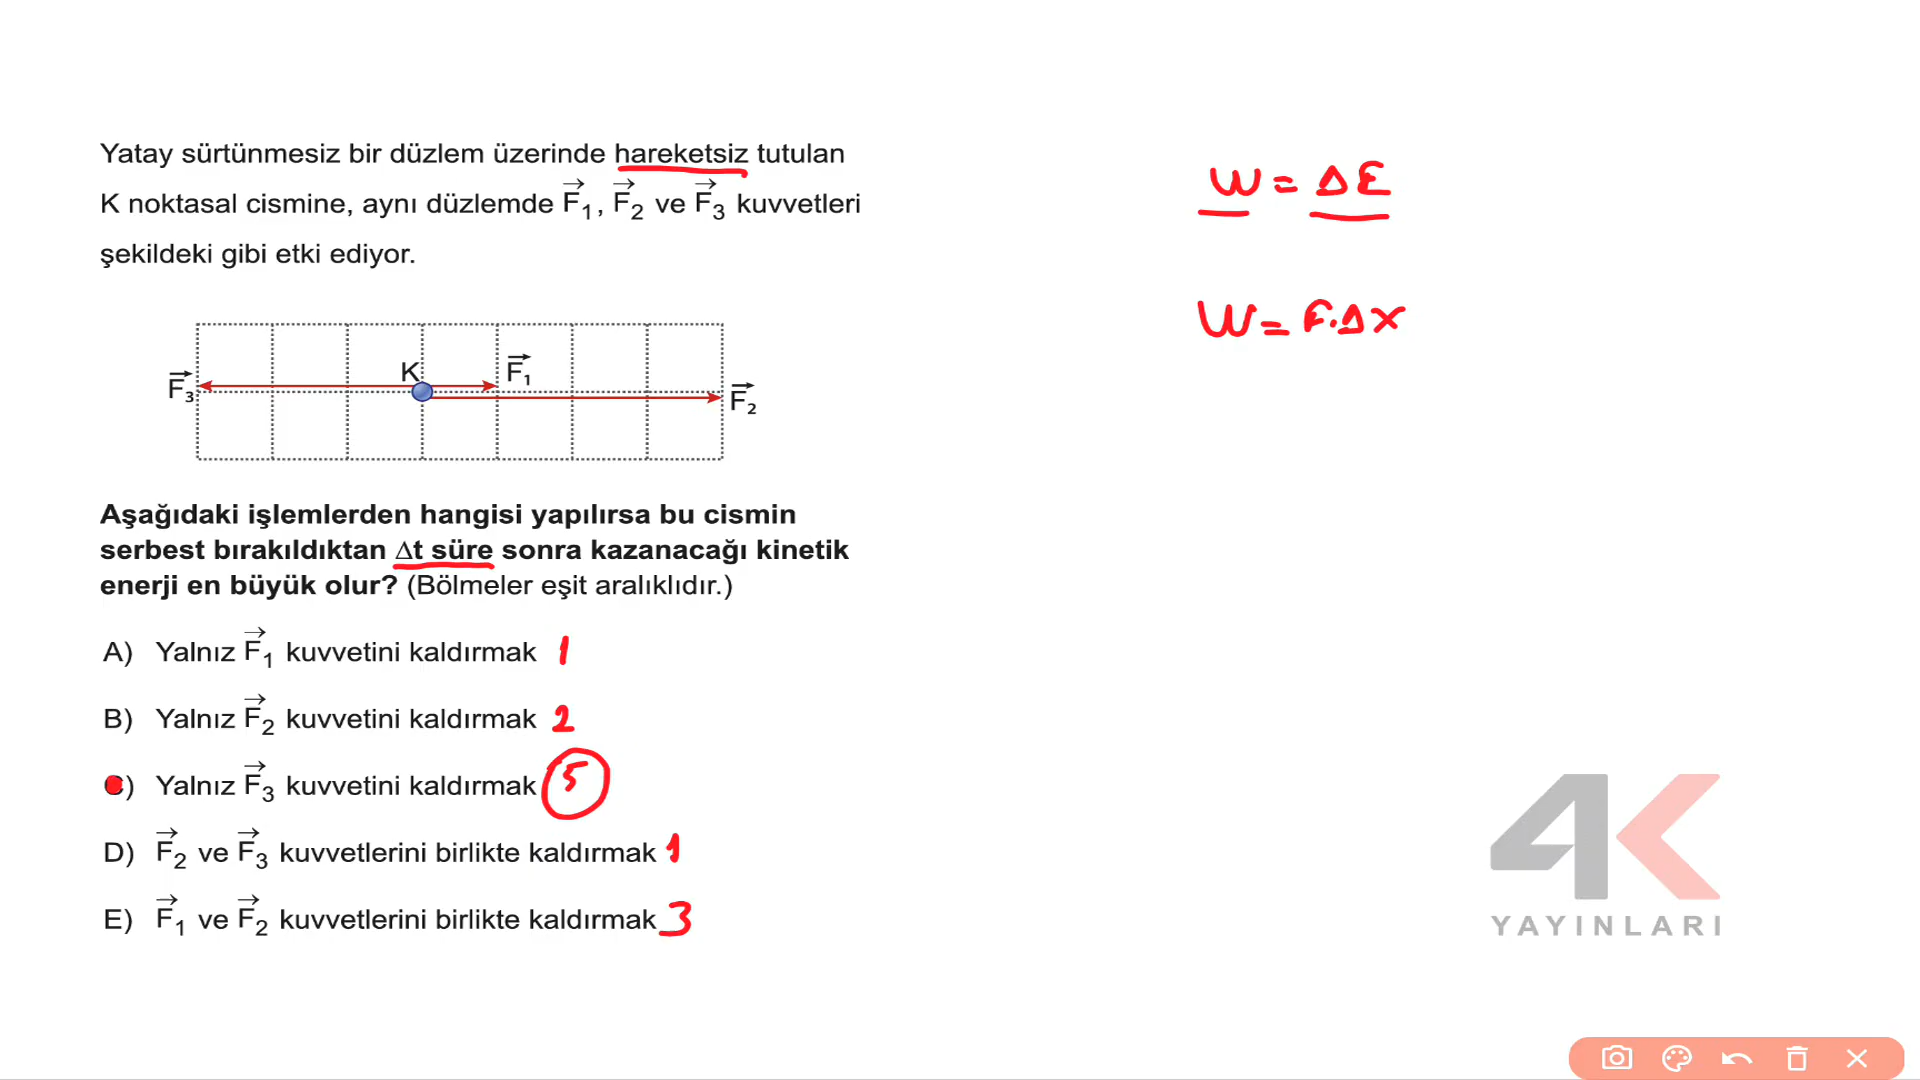 Yatay sürtünmesiz bir düzlem üzerinde hareketsiz tutulan
K noktasal cismine, aynı düzlemde F₁, F₂ ve F₃ kuvvetleri
şekildeki gibi etki ediyor.
W = ΔE
W = F.Δx
F₃ K F₁ F₂
Aşağıdaki işlemlerden hangisi yapılırsa bu cismin
serbest bırakıldıktan Δt süre sonra kazanacağı kinetik
enerji en büyük olur? (Bölmeler eşit aralıklıdır.)
A) Yalnız F₁ kuvvetini kaldırmak 1
B) Yalnız F₂ kuvvetini kaldırmak 2
C) Yalnız F₃ kuvvetini kaldırmak 5
D) F₂ ve F₃ kuvvetlerini birlikte kaldırmak 1
E) F₁ ve F₂ kuvvetlerini birlikte kaldırmak 3
4K
YAYINLARI